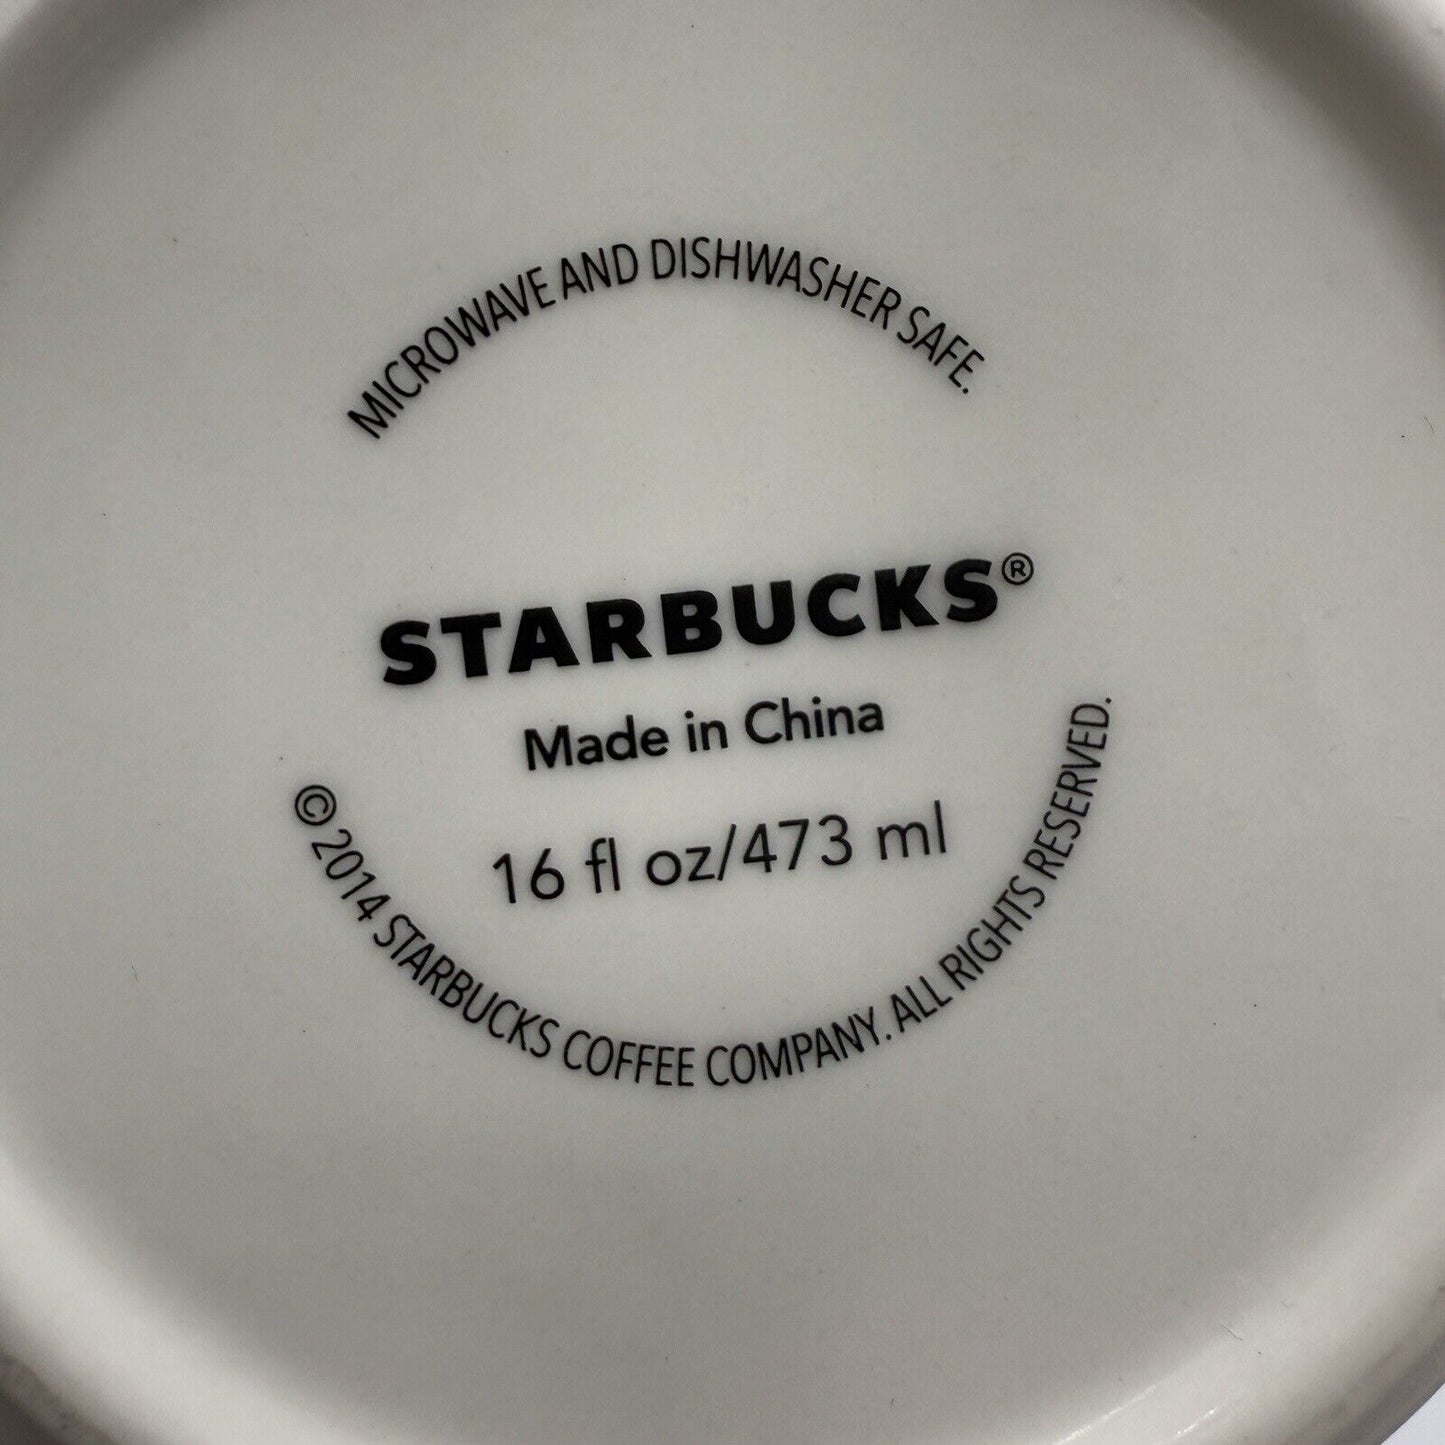 MICROWAVE AND DISHWASHER SAFE.
STARBUCKS®
Made in China
16 fl oz/473 ml
© 2014 STARBUCKS COFFEE COMPANY. ALL RIGHTS RESERVED.